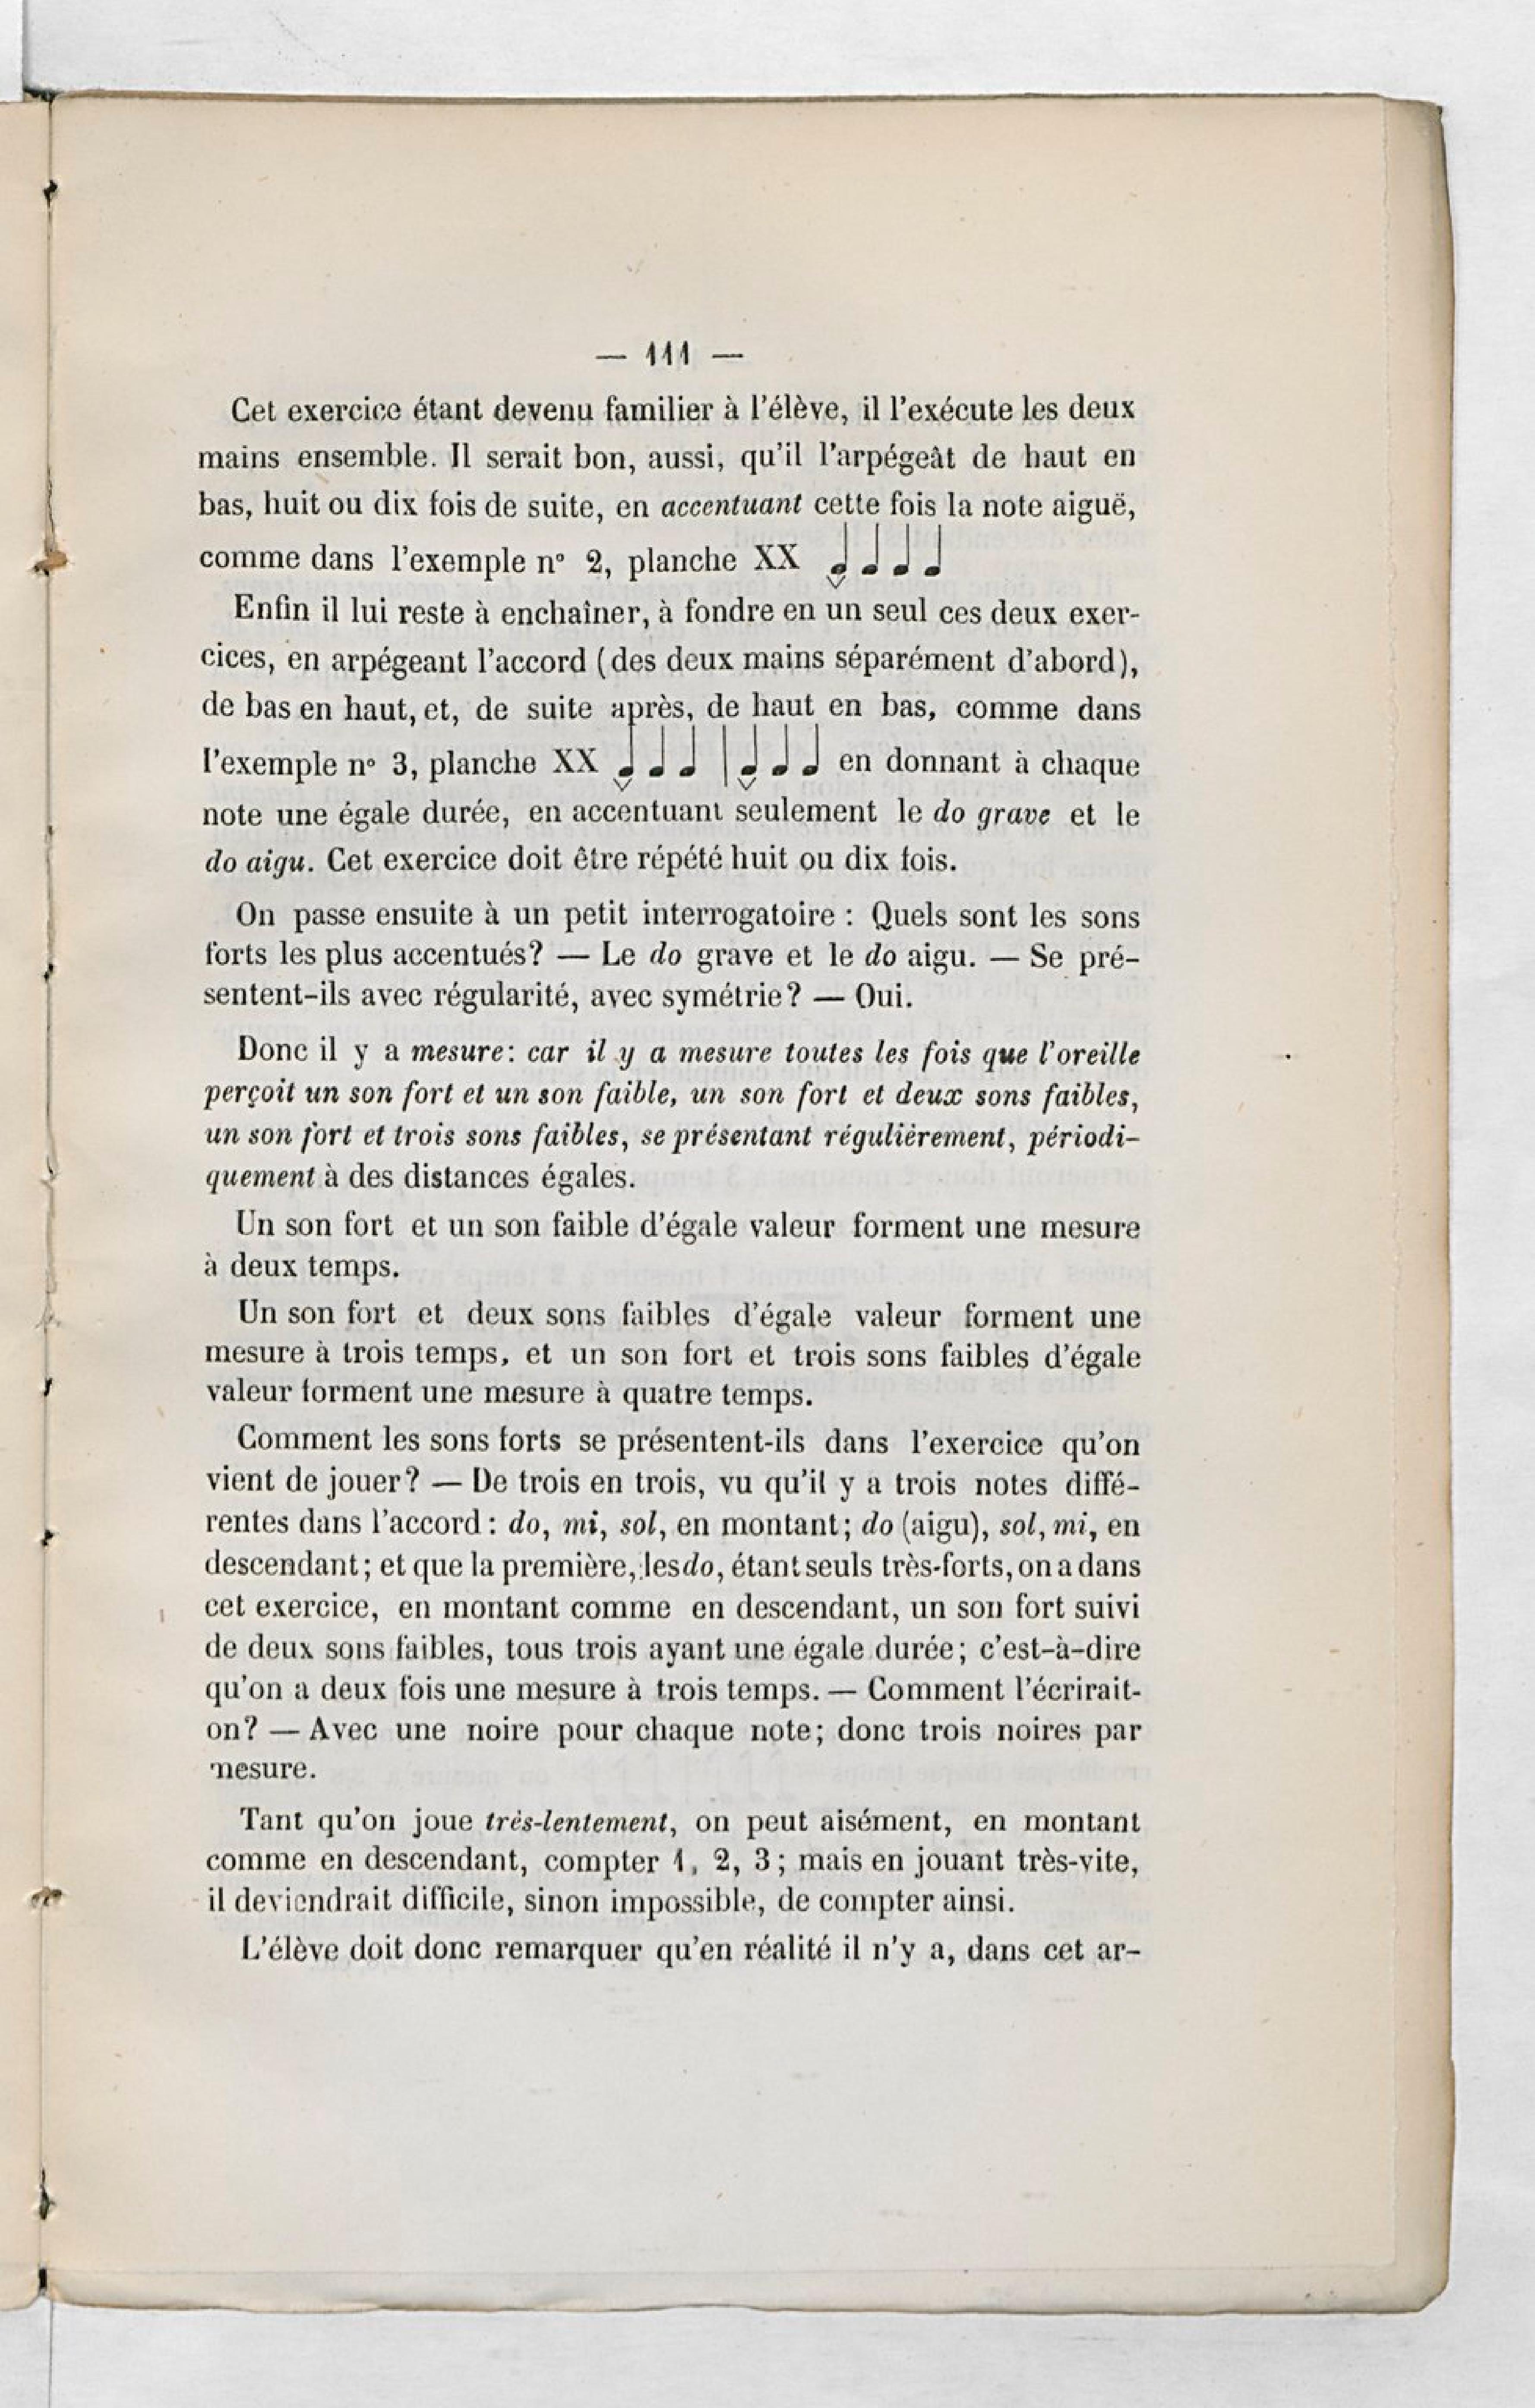 — 111 —
Cet exercice étant devenu familier à l'élève, il l'exécute les deux
mains ensemble. Il serait bon, aussi, qu'il l'arpégeât de haut en
bas, huit ou dix fois de suite, en accentuant cette fois la note aiguë,
comme dans l'exemple n° 2, planche XX ♩ ♩ ♩ ♩
Enfin il lui reste à enchaîner, à fondre en un seul ces deux exer-
cices, en arpégeant l'accord (des deux mains séparément d'abord),
de bas en haut, et, de suite après, de haut en bas, comme dans
l'exemple n° 3, planche XX ♩ ♩ ♩ | ♩ ♩ ♩ en donnant à chaque
note une égale durée, en accentuant seulement le do grave et le
do aigu. Cet exercice doit être répété huit ou dix fois.
On passe ensuite à un petit interrogatoire : Quels sont les sons
forts les plus accentués? — Le do grave et le do aigu. — Se pré-
sentent-ils avec régularité, avec symétrie? — Oui.
Donc il y a mesure: car il y a mesure toutes les fois que l'oreille
perçoit un son fort et un son faible, un son fort et deux sons faibles,
un son fort et trois sons faibles, se présentant régulièrement, périodi-
quement à des distances égales.
Un son fort et un son faible d'égale valeur forment une mesure
à deux temps.
Un son fort et deux sons faibles d'égale valeur forment une
mesure à trois temps, et un son fort et trois sons faibles d'égale
valeur forment une mesure à quatre temps.
Comment les sons forts se présentent-ils dans l'exercice qu'on
vient de jouer? — De trois en trois, vu qu'il y a trois notes diffé-
rentes dans l'accord : do, mi, sol, en montant; do (aigu), sol, mi, en
descendant; et que la première, les do, étant seuls très-forts, on a dans
cet exercice, en montant comme en descendant, un son fort suivi
de deux sons faibles, tous trois ayant une égale durée; c'est-à-dire
qu'on a deux fois une mesure à trois temps. — Comment l'écrirait-
on? — Avec une noire pour chaque note; donc trois noires par
mesure.
Tant qu'on joue très-lentement, on peut aisément, en montant
comme en descendant, compter 1, 2, 3; mais en jouant très-vite,
il deviendrait difficile, sinon impossible, de compter ainsi.
L'élève doit donc remarquer qu'en réalité il n'y a, dans cet ar-